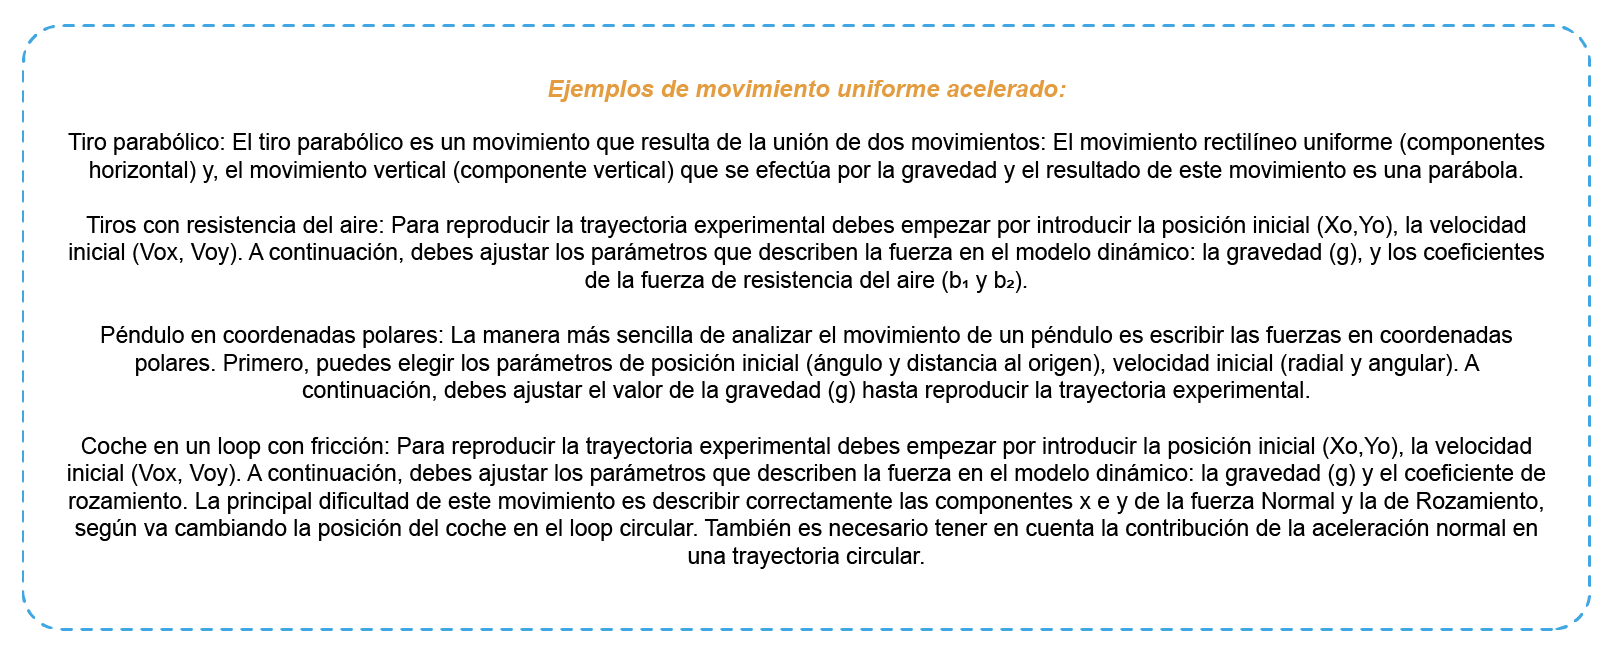 Ejemplos de movimiento uniforme acelerado:
Tiro parabólico: El tiro parabólico es un movimiento que resulta de la unión de dos movimientos: El movimiento rectilíneo uniforme (componentes
horizontal) y, el movimiento vertical (componente vertical) que se efectúa por la gravedad y el resultado de este movimiento es una parábola.
Tiros con resistencia del aire: Para reproducir la trayectoria experimental debes empezar por introducir la posición inicial (Xo,Yo), la velocidad
inicial (Vox, Voy). A continuación, debes ajustar los parámetros que describen la fuerza en el modelo dinámico: la gravedad (g), y los coeficientes
de la fuerza de resistencia del aire (b₁ y b₂).
Péndulo en coordenadas polares: La manera más sencilla de analizar el movimiento de un péndulo es escribir las fuerzas en coordenadas
polares. Primero, puedes elegir los parámetros de posición inicial (ángulo y distancia al origen), velocidad inicial (radial y angular). A
continuación, debes ajustar el valor de la gravedad (g) hasta reproducir la trayectoria experimental.
Coche en un loop con fricción: Para reproducir la trayectoria experimental debes empezar por introducir la posición inicial (Xo,Yo), la velocidad
inicial (Vox, Voy). A continuación, debes ajustar los parámetros que describen la fuerza en el modelo dinámico: la gravedad (g) y el coeficiente de
rozamiento. La principal dificultad de este movimiento es describir correctamente las componentes x e y de la fuerza Normal y la de Rozamiento,
según va cambiando la posición del coche en el loop circular. También es necesario tener en cuenta la contribución de la aceleración normal en
una trayectoria circular.